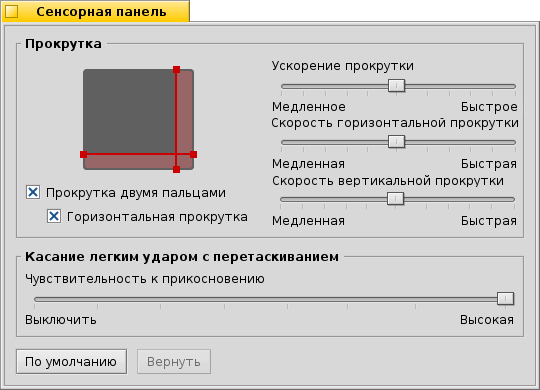 Сенсорная панель
Прокрутка
Ускорение прокрутки
Медленное Быстрое
Скорость горизонтальной прокрутки
Медленная Быстрая
Скорость вертикальной прокрутки
Медленная Быстрая
Прокрутка двумя пальцами
Горизонтальная прокрутка
Касание легким ударом с перетаскиванием
Чувствительность к прикосновению
Выключить Высокая
По умолчанию Вернуть